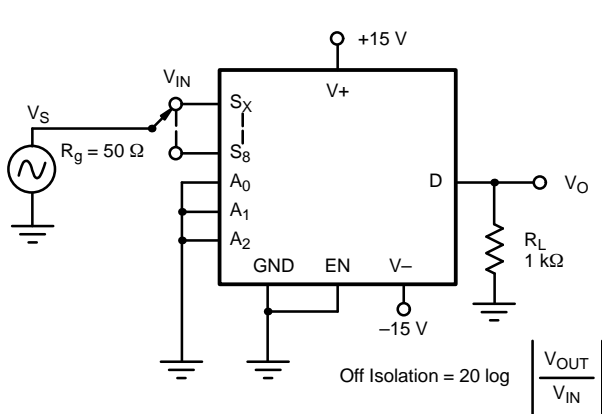 +15 V
V+
V_IN
V_S
R_g = 50 Ω
S_X
S_8
A_0
A_1
A_2
D
V_O
R_L
1 kΩ
GND EN V–
–15 V
Off Isolation = 20 log
V_OUT
V_IN